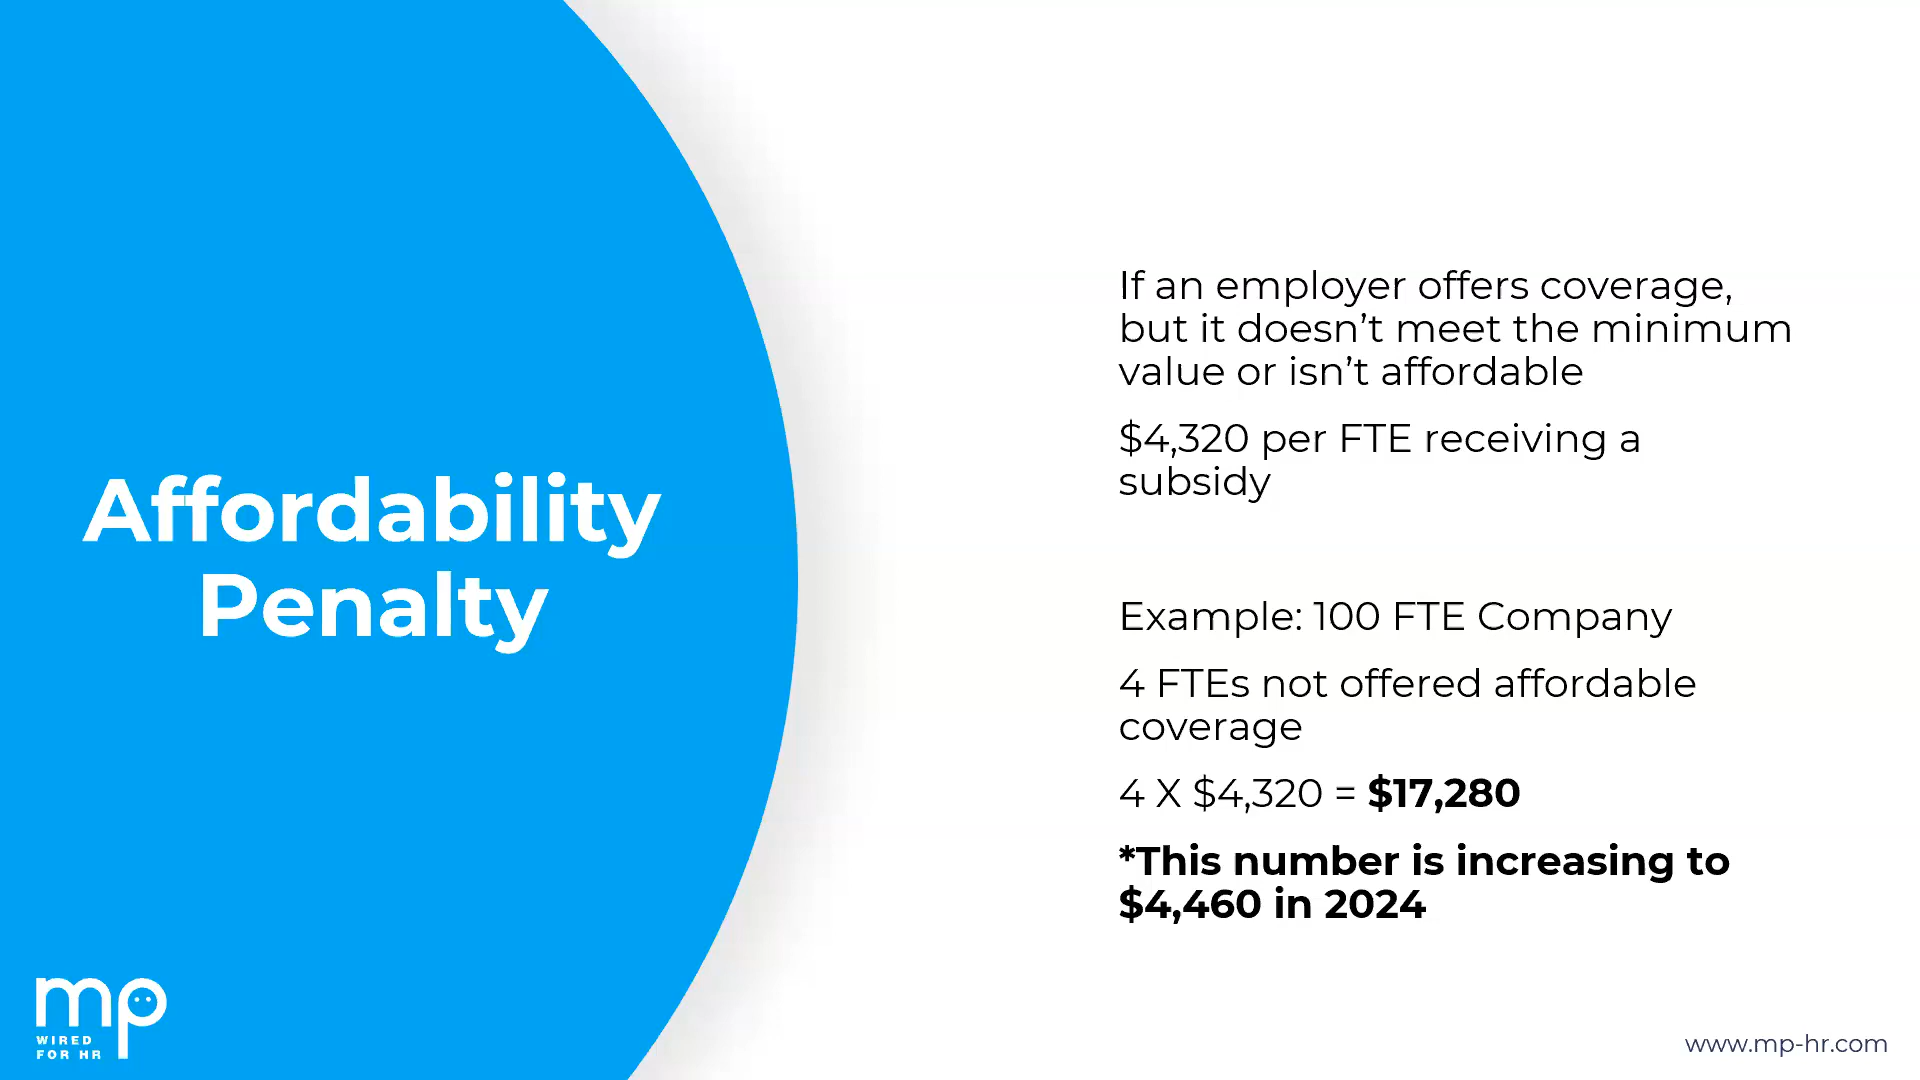 Affordability
Penalty
If an employer offers coverage,
but it doesn’t meet the minimum
value or isn’t affordable
$4,320 per FTE receiving a
subsidy
Example: 100 FTE Company
4 FTEs not offered affordable
coverage
4 X $4,320 = $17,280
*This number is increasing to
$4,460 in 2024
mp
WIRED
FOR HR
www.mp-hr.com